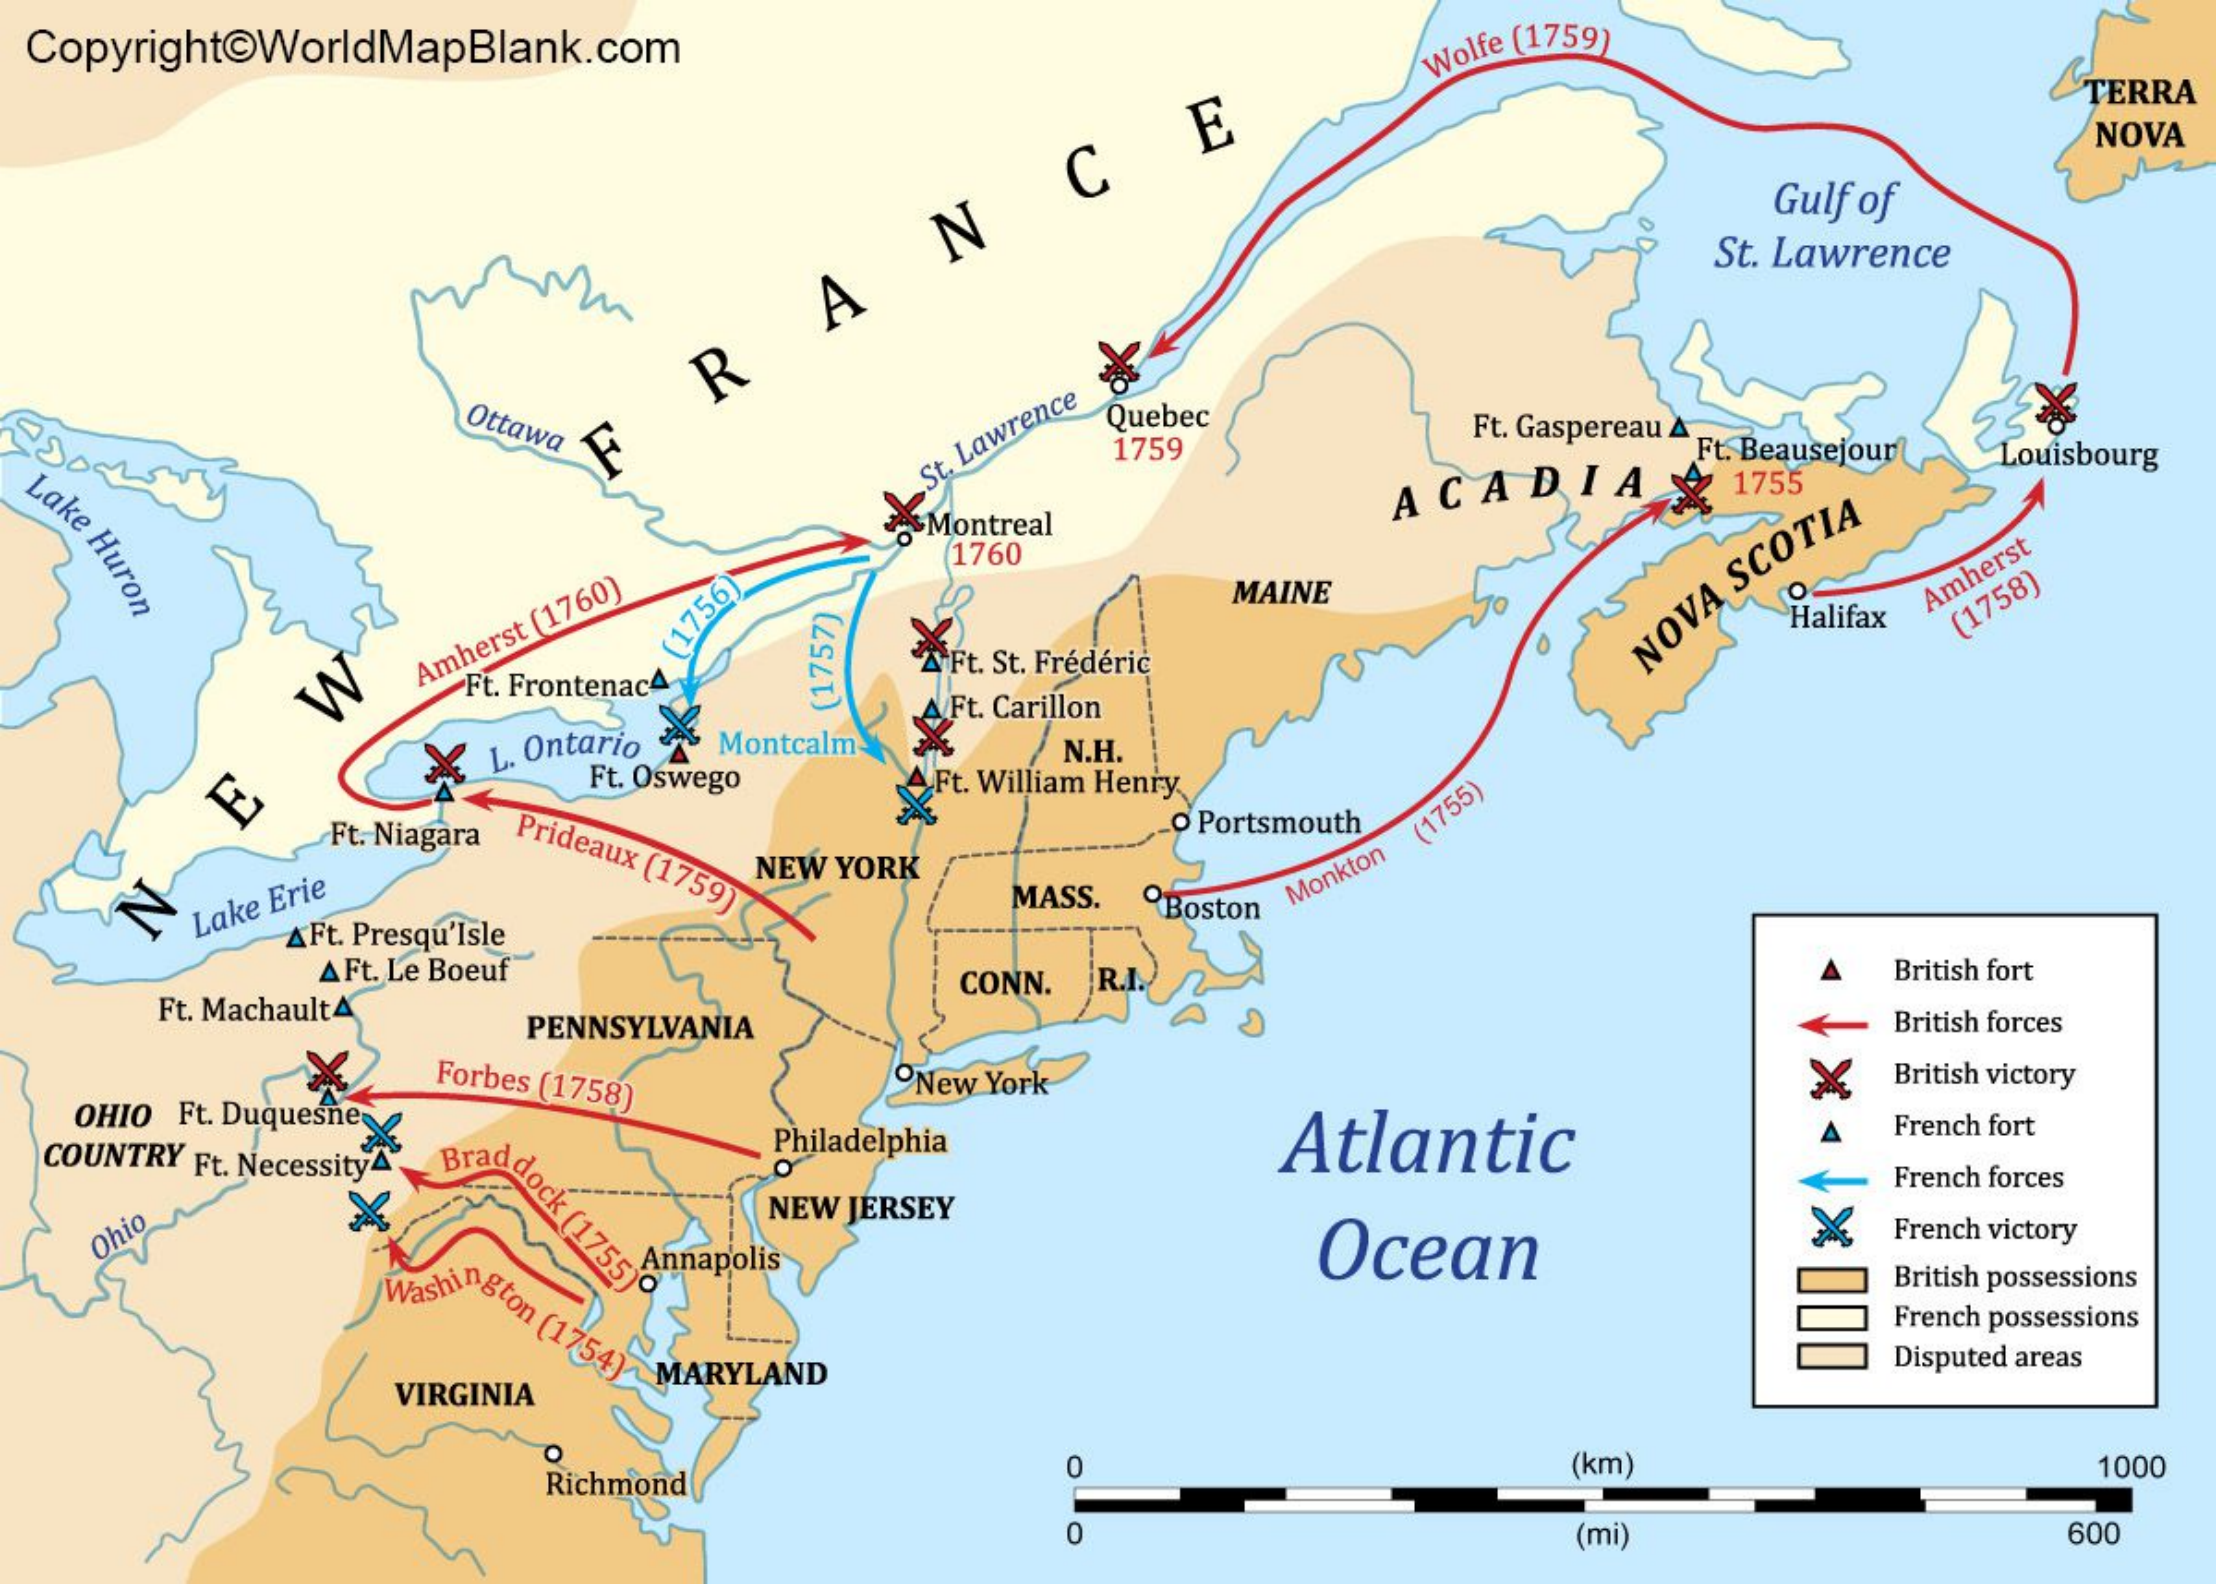 Copyright©WorldMapBlank.com
Wolfe (1759)
TERRA
NOVA
Gulf of
St. Lawrence
NEW FRANCE
Ottawa
St. Lawrence
Quebec
1759
Ft. Gaspereau
Ft. Beausejour
1755
Louisbourg
ACADIA
Lake Huron
Montreal
1760
NOVA SCOTIA
Amherst
(1758)
Halifax
MAINE
Amherst (1760)
(1756)
(1757)
Ft. St. Frédéric
Ft. Frontenac
Ft. Carillon
L. Ontario
Montcalm
N.H.
Ft. Oswego
Ft. William Henry
Ft. Niagara
Prideaux (1759)
Portsmouth
Monkton (1755)
NEW YORK
MASS.
Boston
Lake Erie
Ft. Presqu'Isle
Ft. Le Boeuf
Ft. Machault
CONN.
R.I.
PENNSYLVANIA
Forbes (1758)
New York
OHIO
COUNTRY
Ft. Duquesne
Ft. Necessity
Braddock (1755)
Philadelphia
NEW JERSEY
Ohio
Washington (1754)
Annapolis
MARYLAND
VIRGINIA
Richmond
Atlantic
Ocean
British fort
British forces
British victory
French fort
French forces
French victory
British possessions
French possessions
Disputed areas
0 (km) 1000
0 (mi) 600